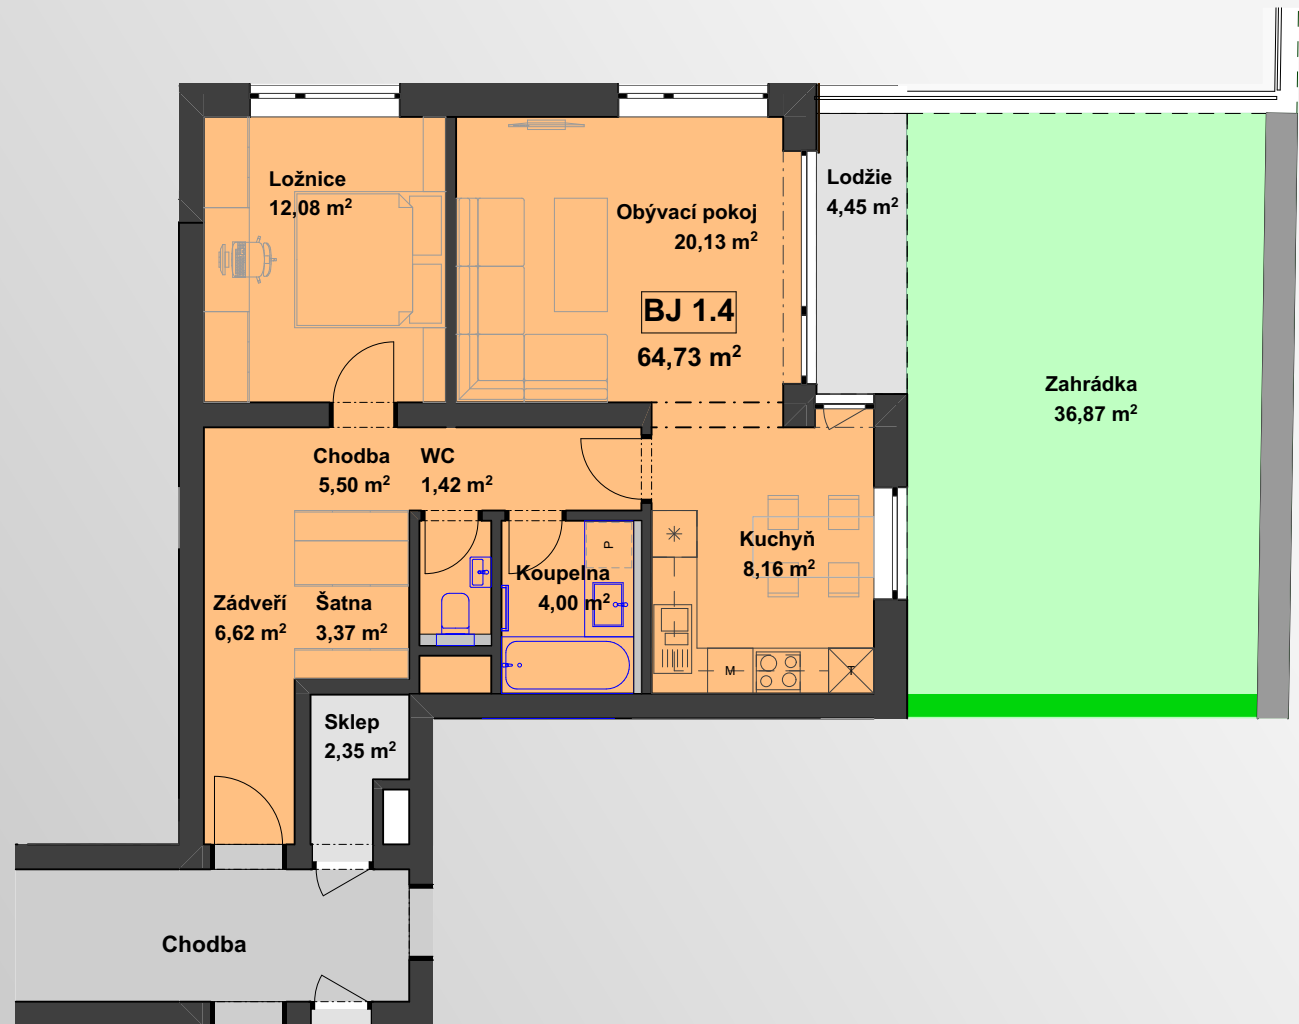 Ložnice
12,08 m²
Obývací pokoj
20,13 m²
Lodžie
4,45 m²
BJ 1.4
64,73 m²
Zahrádka
36,87 m²
Chodba
5,50 m²
WC
1,42 m²
Kuchyň
8,16 m²
P
Koupelna
4,00 m²
Zádveří
6,62 m²
Šatna
3,37 m²
M
T
Sklep
2,35 m²
Chodba